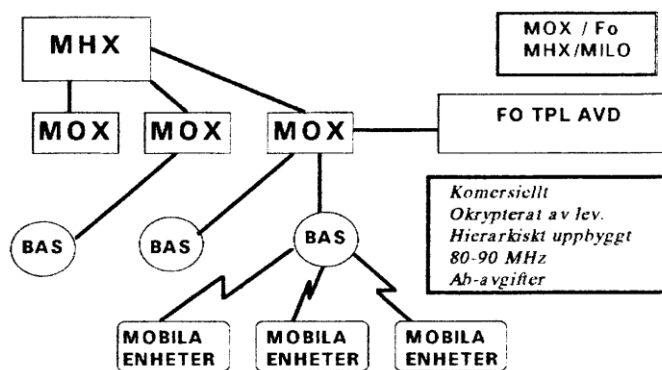 MHX
MOX / Fo
MHX/MILO
MOX
MOX
MOX
FO TPL AVD
Komersiellt
Okrypterat av lev.
Hierarkiskt uppbyggt
80-90 MHz
Ab-avgifter
BAS
BAS
BAS
MOBILA
ENHETER
MOBILA
ENHETER
MOBILA
ENHETER